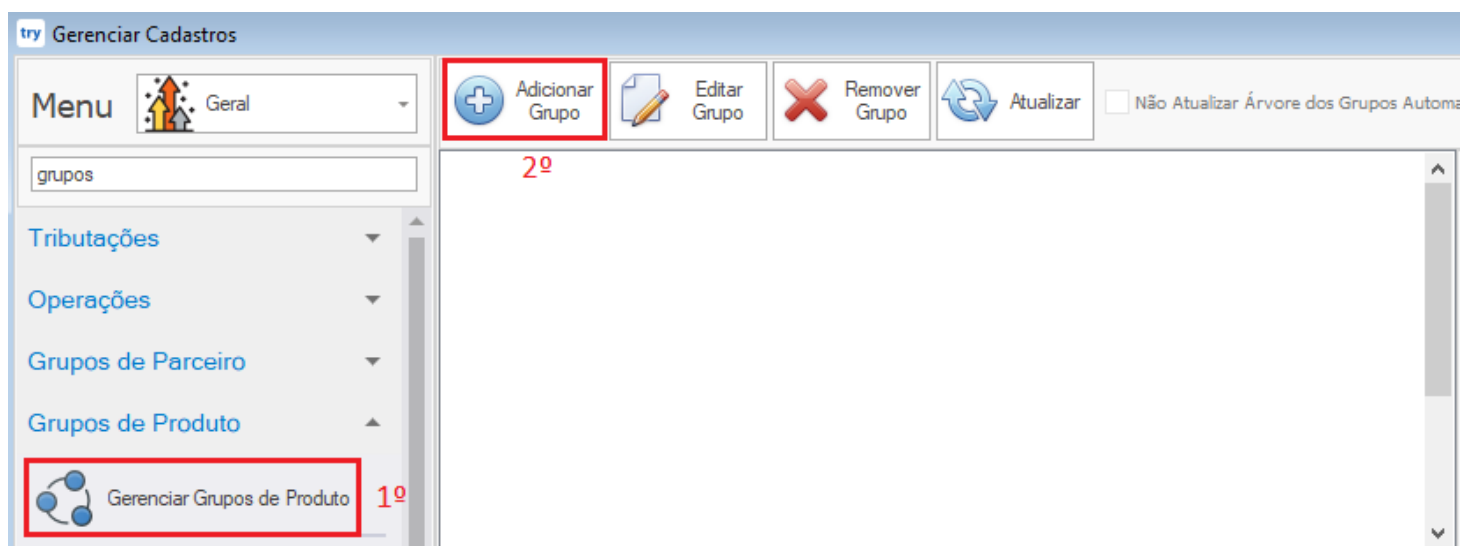 try Gerenciar Cadastros
Menu Geral
Adicionar Grupo
Editar Grupo
Remover Grupo
Atualizar
Não Atualizar Árvore dos Grupos Automa
grupos
2º
Tributações
Operações
Grupos de Parceiro
Grupos de Produto
Gerenciar Grupos de Produto 1º